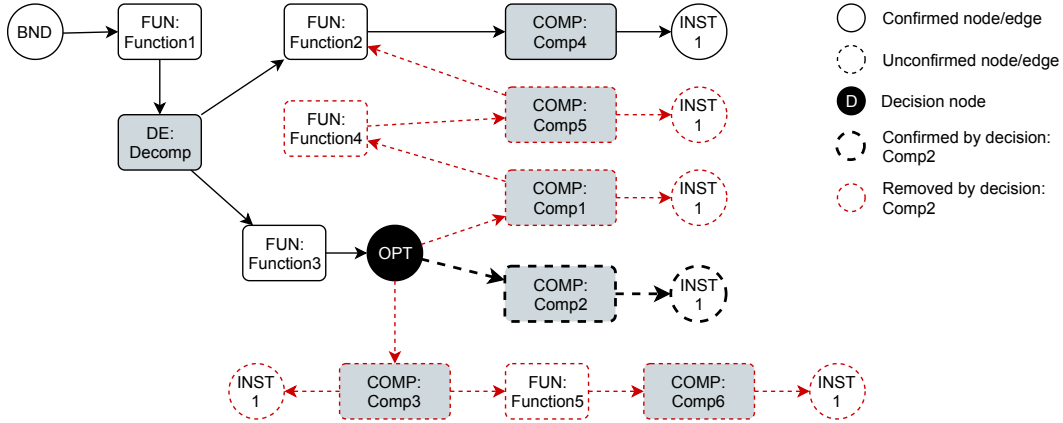 BND
FUN:
Function1
FUN:
Function2
COMP:
Comp4
INST
1
Confirmed node/edge
Unconfirmed node/edge
D
Decision node
Confirmed by decision:
Comp2
Removed by decision:
Comp2
DE:
Decomp
FUN:
Function4
COMP:
Comp5
INST
1
COMP:
Comp1
INST
1
FUN:
Function3
OPT
COMP:
Comp2
INST
1
INST
1
COMP:
Comp3
FUN:
Function5
COMP:
Comp6
INST
1